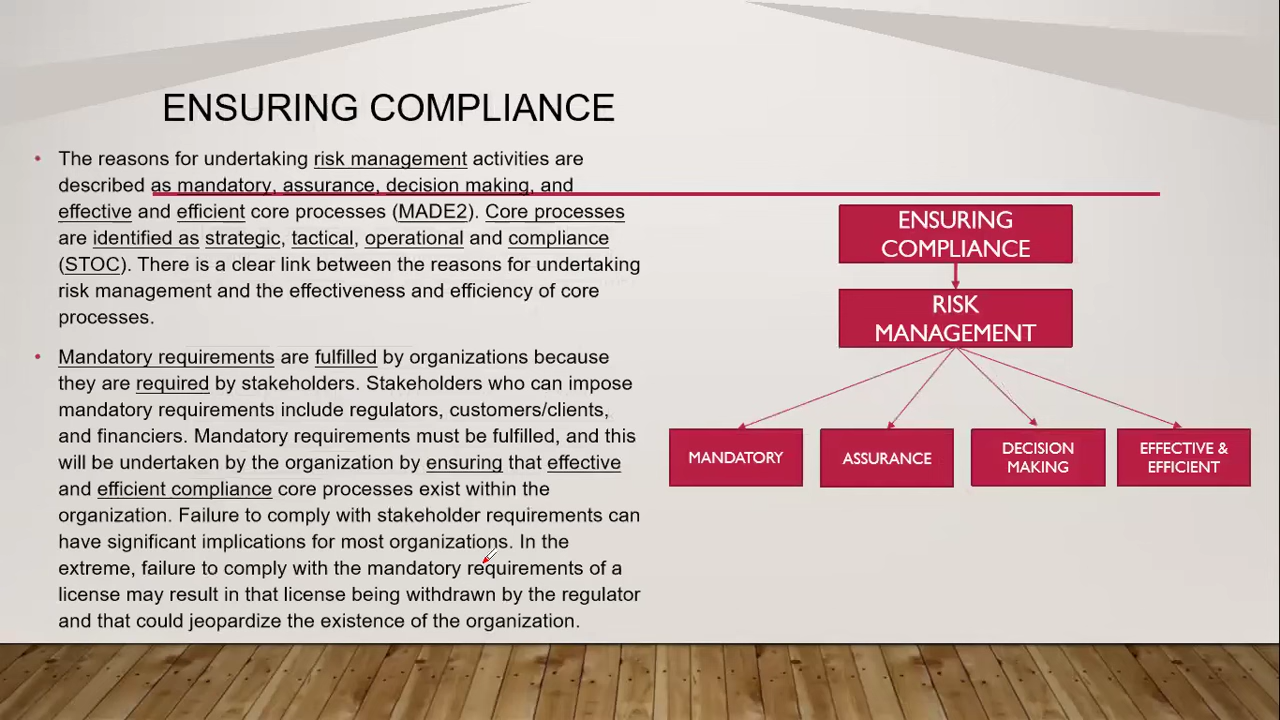 ENSURING COMPLIANCE
• The reasons for undertaking risk management activities are
described as mandatory, assurance, decision making, and
effective and efficient core processes (MADE2). Core processes
are identified as strategic, tactical, operational and compliance
(STOC). There is a clear link between the reasons for undertaking
risk management and the effectiveness and efficiency of core
processes.
• Mandatory requirements are fulfilled by organizations because
they are required by stakeholders. Stakeholders who can impose
mandatory requirements include regulators, customers/clients,
and financiers. Mandatory requirements must be fulfilled, and this
will be undertaken by the organization by ensuring that effective
and efficient compliance core processes exist within the
organization. Failure to comply with stakeholder requirements can
have significant implications for most organizations. In the
extreme, failure to comply with the mandatory requirements of a
license may result in that license being withdrawn by the regulator
and that could jeopardize the existence of the organization.
ENSURING
COMPLIANCE
RISK
MANAGEMENT
MANDATORY
ASSURANCE
DECISION
MAKING
EFFECTIVE &
EFFICIENT